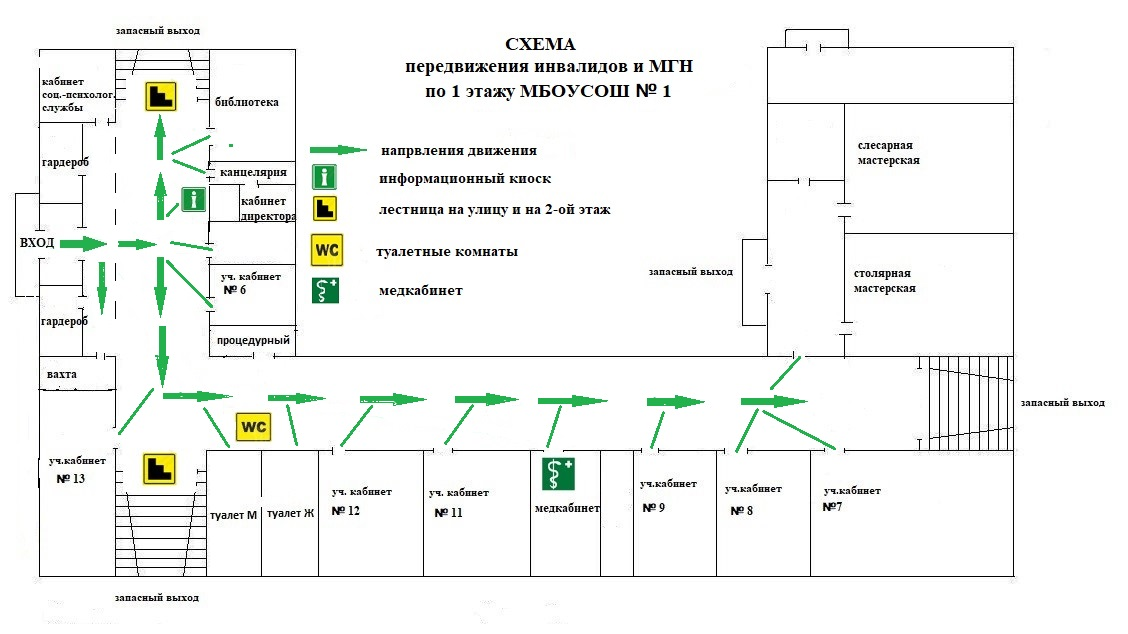 запасный выход
СХЕМА
передвижения инвалидов и МГН
по 1 этажу МБОУСОШ № 1
кабинет
соц.-психолог.
службы
библиотека
гардероб
канцелярия
кабинет
директора
i
напрвления движения
i
информационный киоск
лестница на улицу и на 2-ой этаж
WC
туалетные комнаты
медкабинет
слесарная
мастерская
ВХОД
уч. кабинет
№ 6
гардероб
процедурный
вахта
запасный выход
столярная
мастерская
запасный выход
WC
уч.кабинет
№ 13
туалет М
туалет Ж
уч. кабинет
№ 12
уч. кабинет
№ 11
медкабинет
уч.кабинет
№ 9
уч.кабинет
№ 8
уч.кабинет
№7
запасный выход